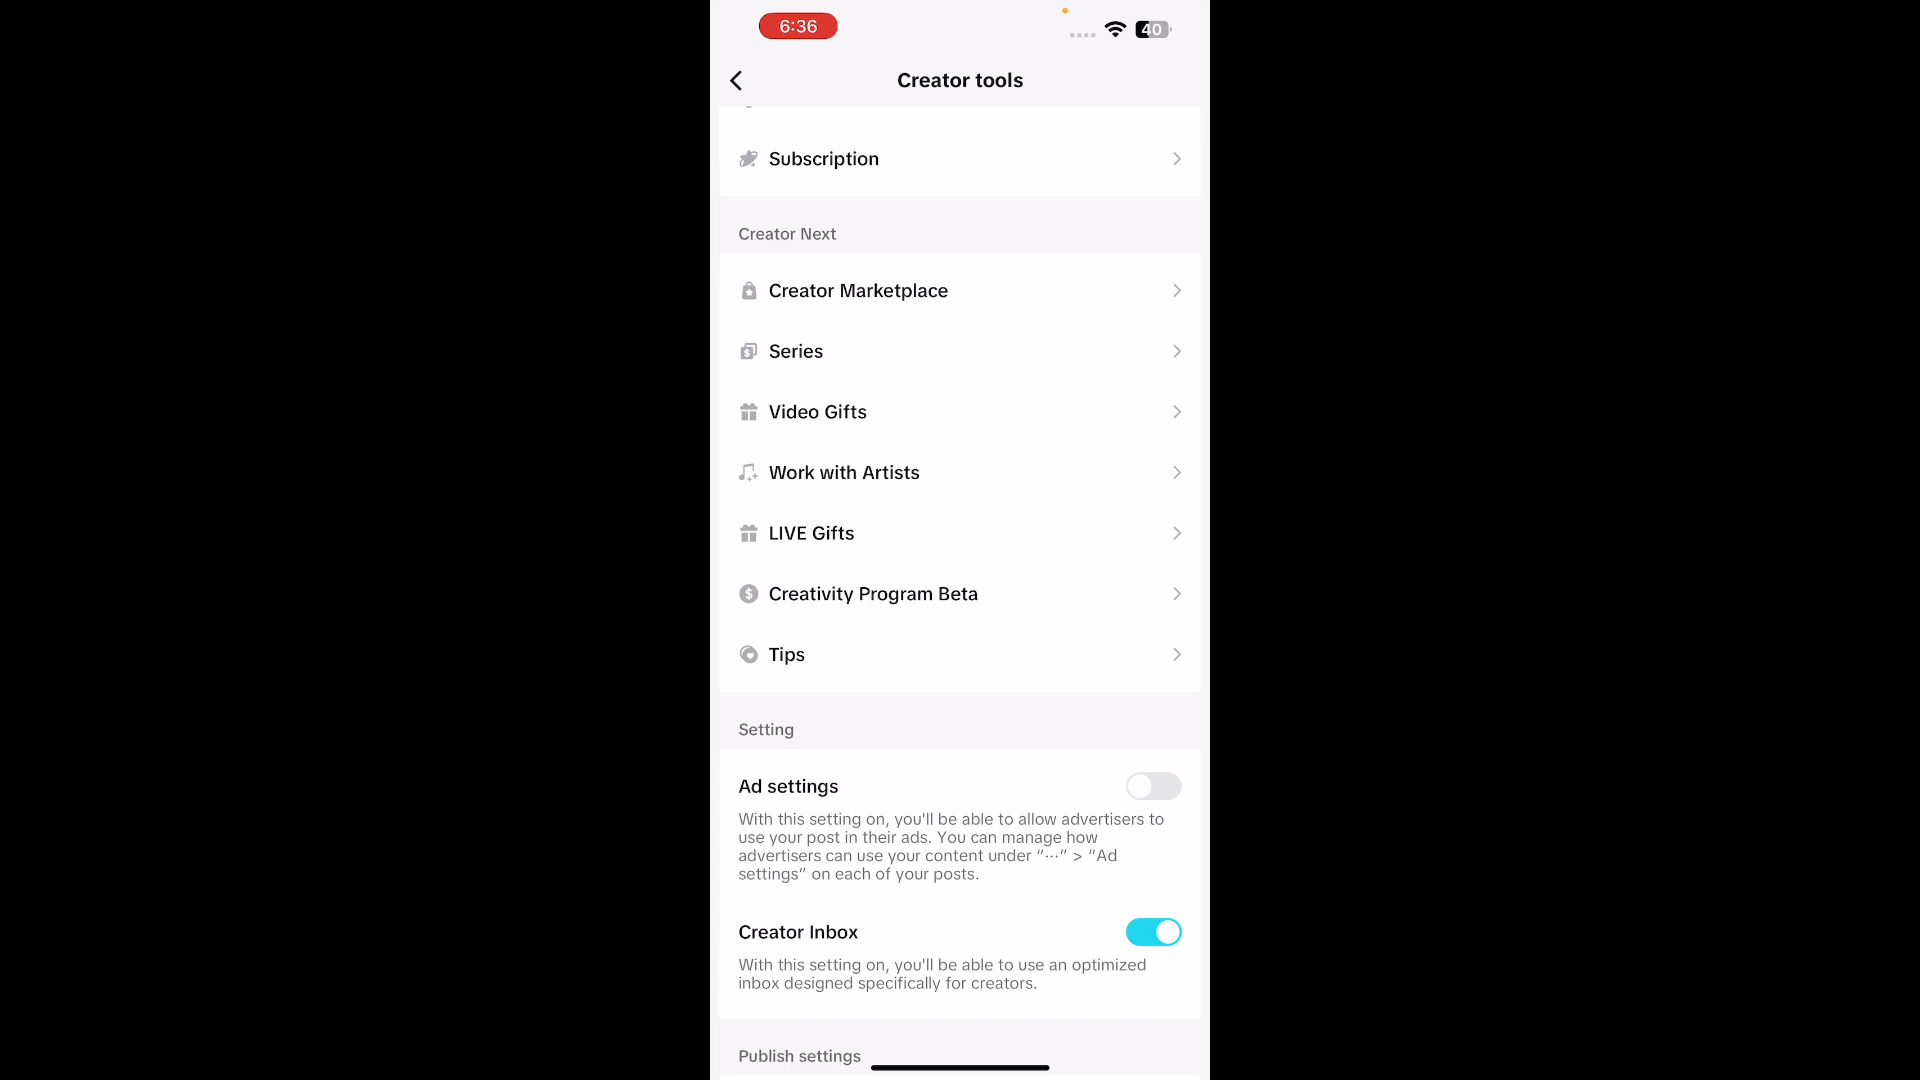 6:36
40
Creator tools
Subscription
Creator Next
Creator Marketplace
Series
Video Gifts
Work with Artists
LIVE Gifts
Creativity Program Beta
Tips
Setting
Ad settings
With this setting on, you'll be able to allow advertisers to
use your post in their ads. You can manage how
advertisers can use your content under “···” > “Ad
settings” on each of your posts.
Creator Inbox
With this setting on, you'll be able to use an optimized
inbox designed specifically for creators.
Publish settings